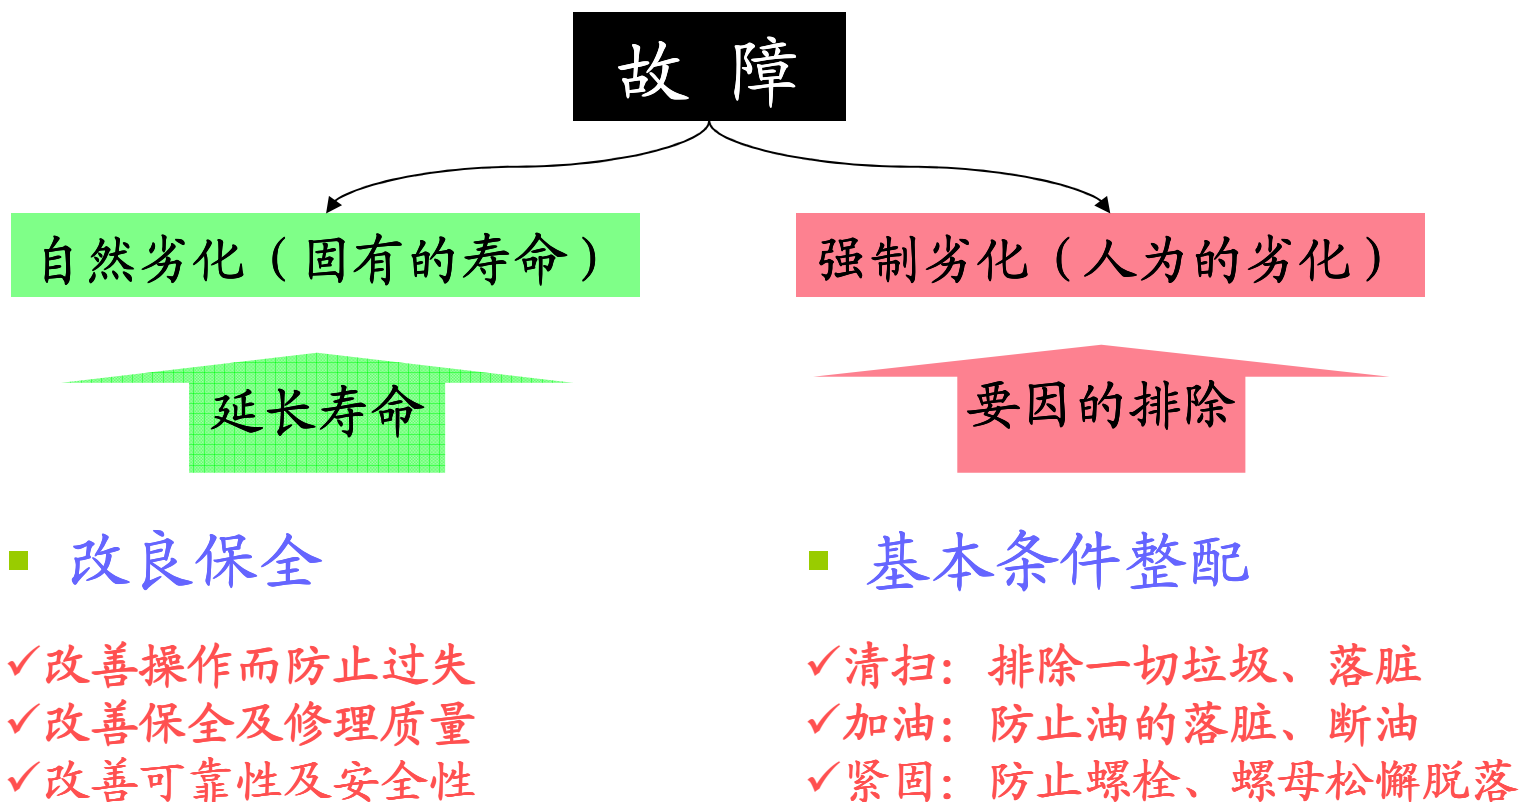 故 障
自然劣化（固有的寿命）
强制劣化（人为的劣化）
延长寿命
要因的排除
改良保全
改善操作而防止过失
改善保全及修理质量
改善可靠性及安全性
基本条件整配
清扫：排除一切垃圾、落脏
加油：防止油的落脏、断油
紧固：防止螺栓、螺母松懈脱落